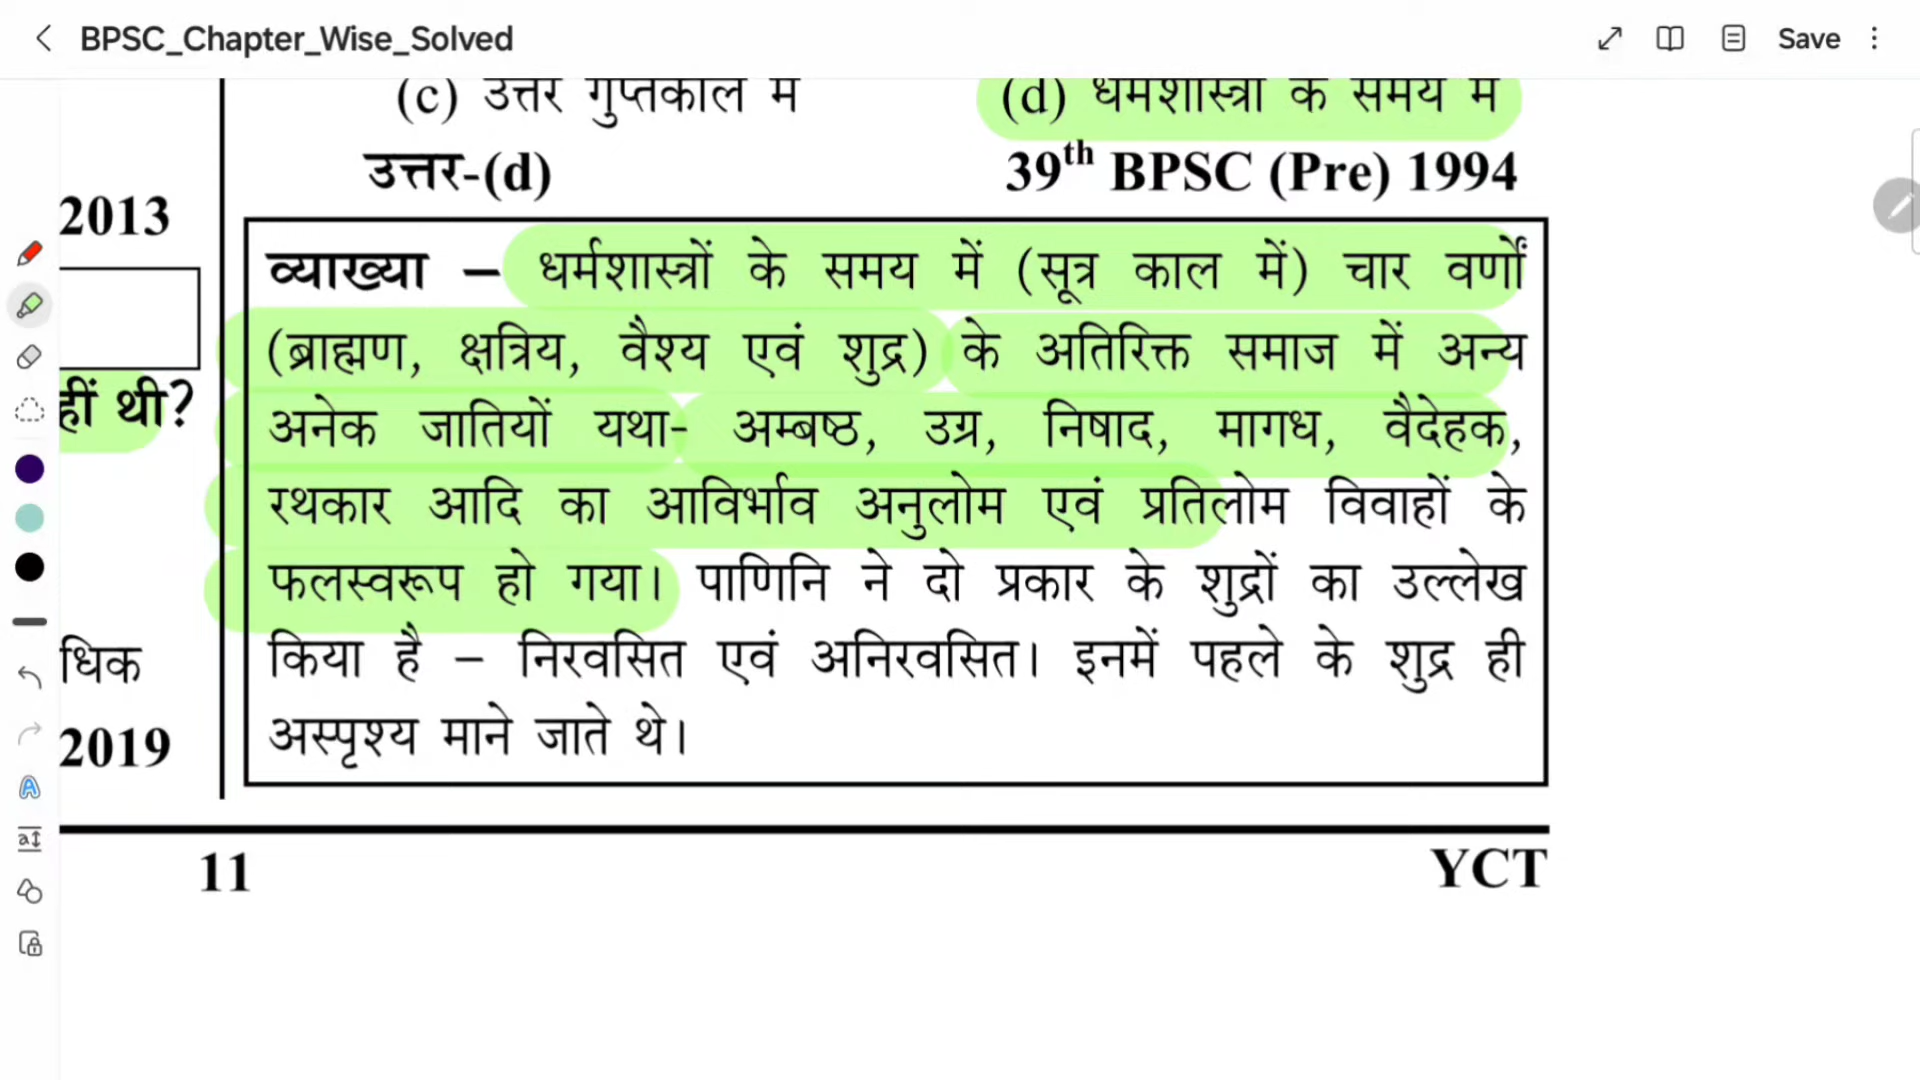 BPSC_Chapter_Wise_Solved
Save
(c) उत्तर गुप्तकाल में
(d) धर्मशास्त्रों के समय में
उत्तर-(d)
39th BPSC (Pre) 1994
2013
हीं थी?
धिक
2019
व्याख्या – धर्मशास्त्रों के समय में (सूत्र काल में) चार वर्णों
(ब्राह्मण, क्षत्रिय, वैश्य एवं शुद्र) के अतिरिक्त समाज में अन्य
अनेक जातियों यथा- अम्बष्ठ, उग्र, निषाद, मागध, वैदेहक,
रथकार आदि का आविर्भाव अनुलोम एवं प्रतिलोम विवाहों के
फलस्वरूप हो गया। पाणिनि ने दो प्रकार के शुद्रों का उल्लेख
किया है – निरवसित एवं अनिरवसित। इनमें पहले के शुद्र ही
अस्पृश्य माने जाते थे।
11
YCT